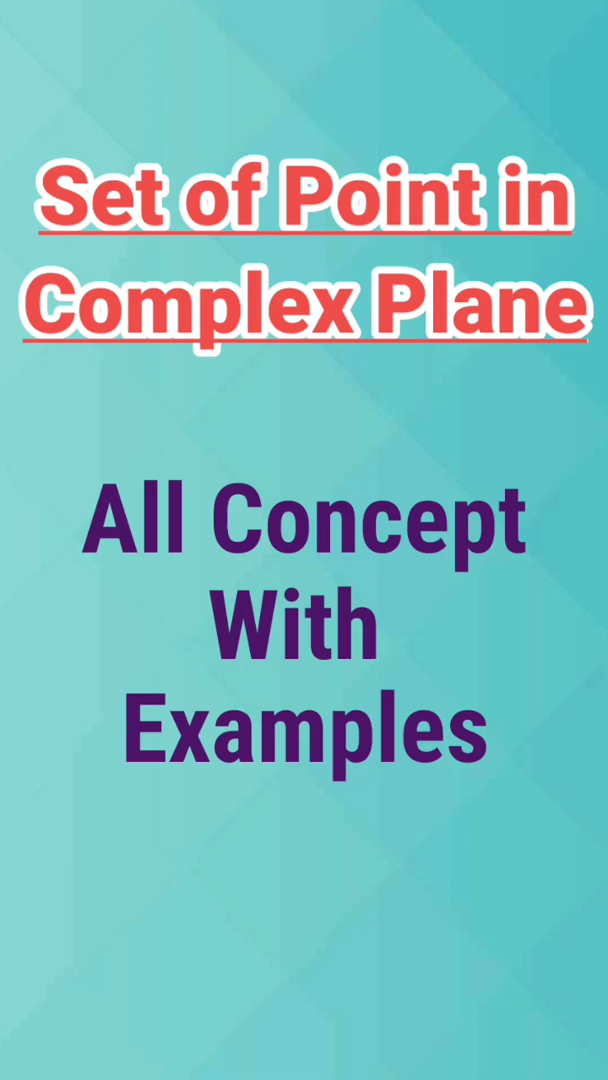 Set of Point in
Complex Plane
All Concept
With
Examples